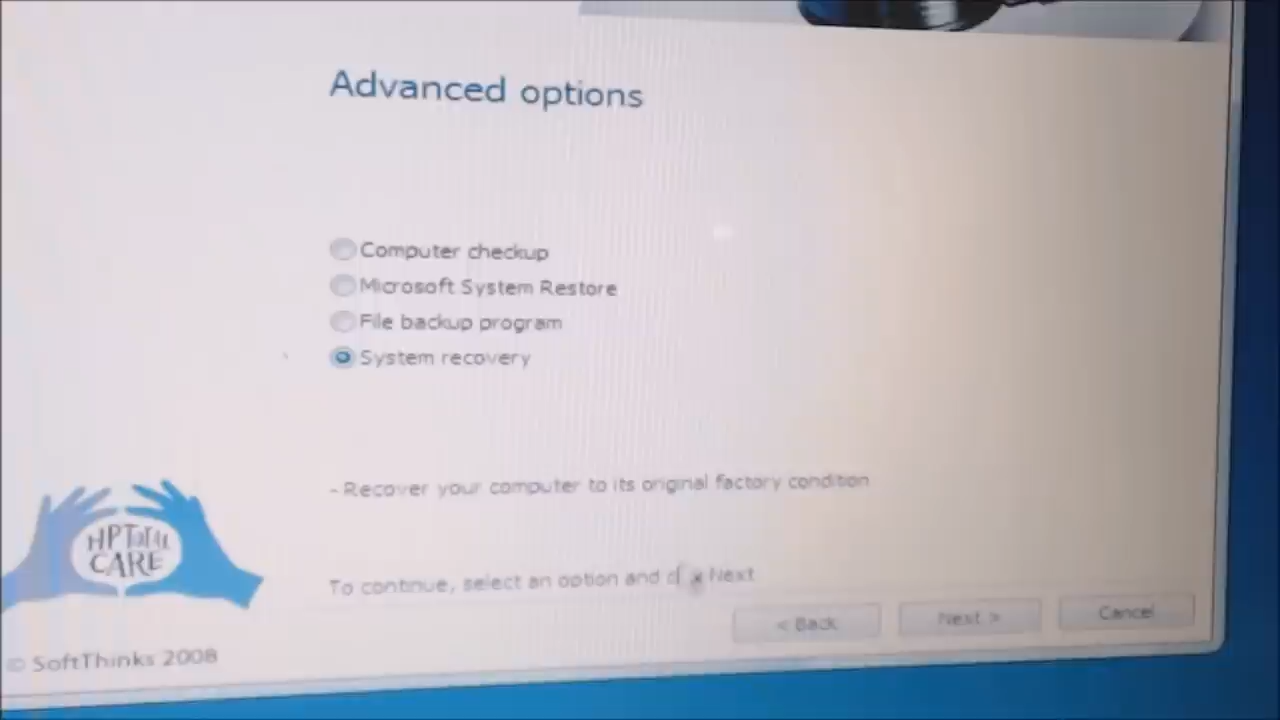 Advanced options
Computer checkup
Microsoft System Restore
File backup program
System recovery
- Recover your computer to its original factory condition
To continue, select an option and Next
HP Total
CARE
< Back
Next >
Cancel
© SoftThinks 2008